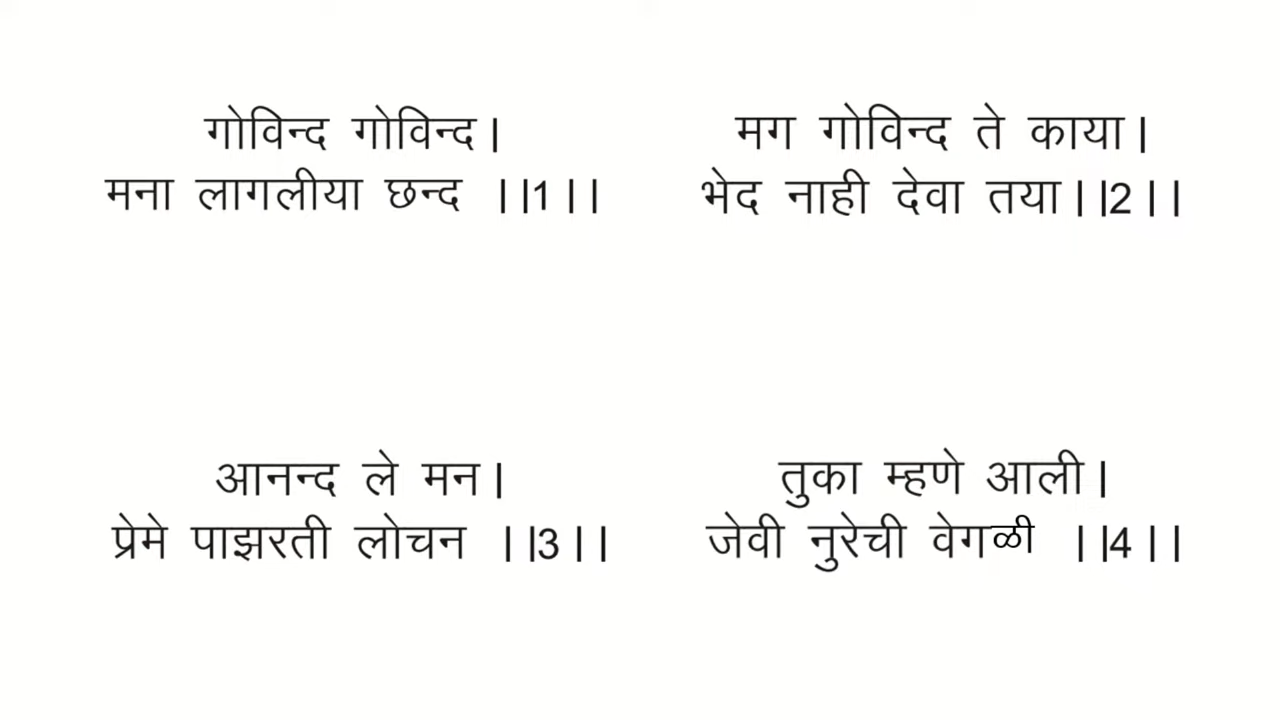 गोविन्द गोविन्द।
मना लागलीया छन्द ||1||
मग गोविन्द ते काया।
भेद नाही देवा तया||2||
आनन्द ले मन।
प्रेमे पाझरती लोचन ||3||
तुका म्हणे आली।
जेवी नुरेची वेगळी ||4||